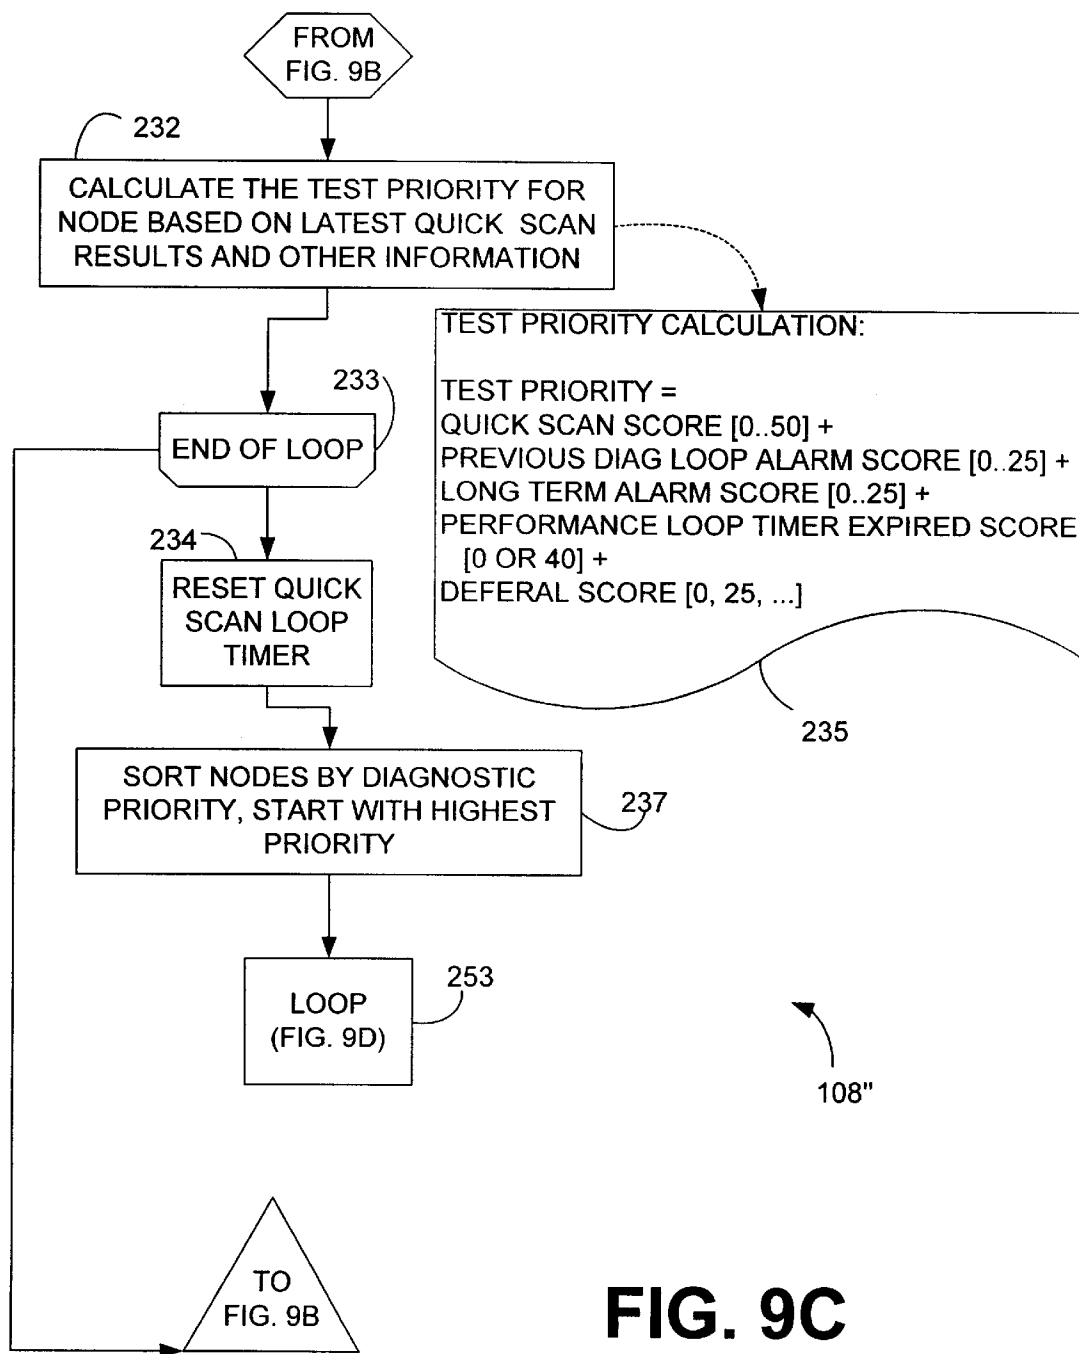 FROM
FIG. 9B
232
CALCULATE THE TEST PRIORITY FOR
NODE BASED ON LATEST QUICK SCAN
RESULTS AND OTHER INFORMATION
TEST PRIORITY CALCULATION:
TEST PRIORITY =
QUICK SCAN SCORE [0..50] +
PREVIOUS DIAG LOOP ALARM SCORE [0..25] +
LONG TERM ALARM SCORE [0..25] +
PERFORMANCE LOOP TIMER EXPIRED SCORE
[0 OR 40] +
DEFERAL SCORE [0, 25, ...]
235
233
END OF LOOP
234
RESET QUICK
SCAN LOOP
TIMER
SORT NODES BY DIAGNOSTIC
PRIORITY, START WITH HIGHEST
PRIORITY
237
LOOP
(FIG. 9D)
253
108"
TO
FIG. 9B
FIG. 9C